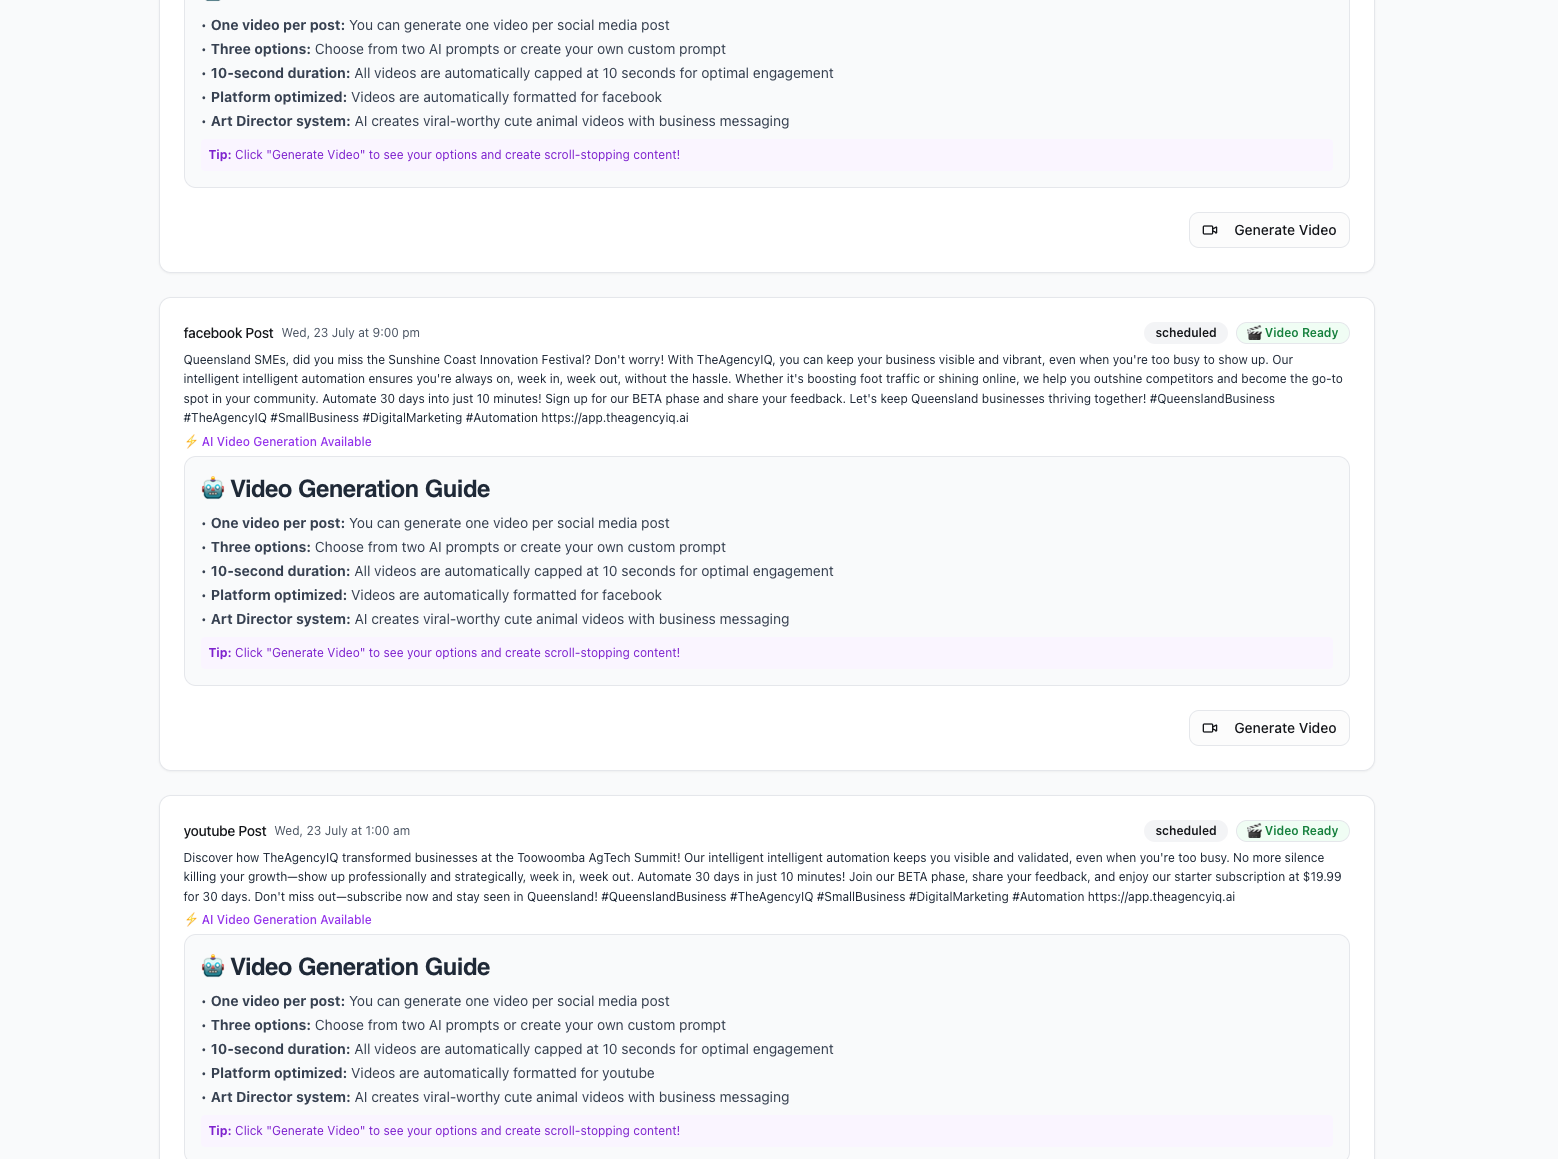 • One video per post: You can generate one video per social media post
• Three options: Choose from two AI prompts or create your own custom prompt
• 10-second duration: All videos are automatically capped at 10 seconds for optimal engagement
• Platform optimized: Videos are automatically formatted for facebook
• Art Director system: AI creates viral-worthy cute animal videos with business messaging
Tip: Click "Generate Video" to see your options and create scroll-stopping content!
Generate Video
facebook Post Wed, 23 July at 9:00 pm scheduled 🎬 Video Ready
Queensland SMEs, did you miss the Sunshine Coast Innovation Festival? Don't worry! With TheAgencyIQ, you can keep your business visible and vibrant, even when you're too busy to show up. Our
intelligent intelligent automation ensures you're always on, week in, week out, without the hassle. Whether it's boosting foot traffic or shining online, we help you outshine competitors and become the go-to
spot in your community. Automate 30 days into just 10 minutes! Sign up for our BETA phase and share your feedback. Let's keep Queensland businesses thriving together! #QueenslandBusiness
#TheAgencyIQ #SmallBusiness #DigitalMarketing #Automation https://app.theagencyiq.ai
⚡ AI Video Generation Available
🤖 Video Generation Guide
• One video per post: You can generate one video per social media post
• Three options: Choose from two AI prompts or create your own custom prompt
• 10-second duration: All videos are automatically capped at 10 seconds for optimal engagement
• Platform optimized: Videos are automatically formatted for facebook
• Art Director system: AI creates viral-worthy cute animal videos with business messaging
Tip: Click "Generate Video" to see your options and create scroll-stopping content!
Generate Video
youtube Post Wed, 23 July at 1:00 am scheduled 🎬 Video Ready
Discover how TheAgencyIQ transformed businesses at the Toowoomba AgTech Summit! Our intelligent intelligent automation keeps you visible and validated, even when you're too busy. No more silence
killing your growth—show up professionally and strategically, week in, week out. Automate 30 days in just 10 minutes! Join our BETA phase, share your feedback, and enjoy our starter subscription at $19.99
for 30 days. Don't miss out—subscribe now and stay seen in Queensland! #QueenslandBusiness #TheAgencyIQ #SmallBusiness #DigitalMarketing #Automation https://app.theagencyiq.ai
⚡ AI Video Generation Available
🤖 Video Generation Guide
• One video per post: You can generate one video per social media post
• Three options: Choose from two AI prompts or create your own custom prompt
• 10-second duration: All videos are automatically capped at 10 seconds for optimal engagement
• Platform optimized: Videos are automatically formatted for youtube
• Art Director system: AI creates viral-worthy cute animal videos with business messaging
Tip: Click "Generate Video" to see your options and create scroll-stopping content!